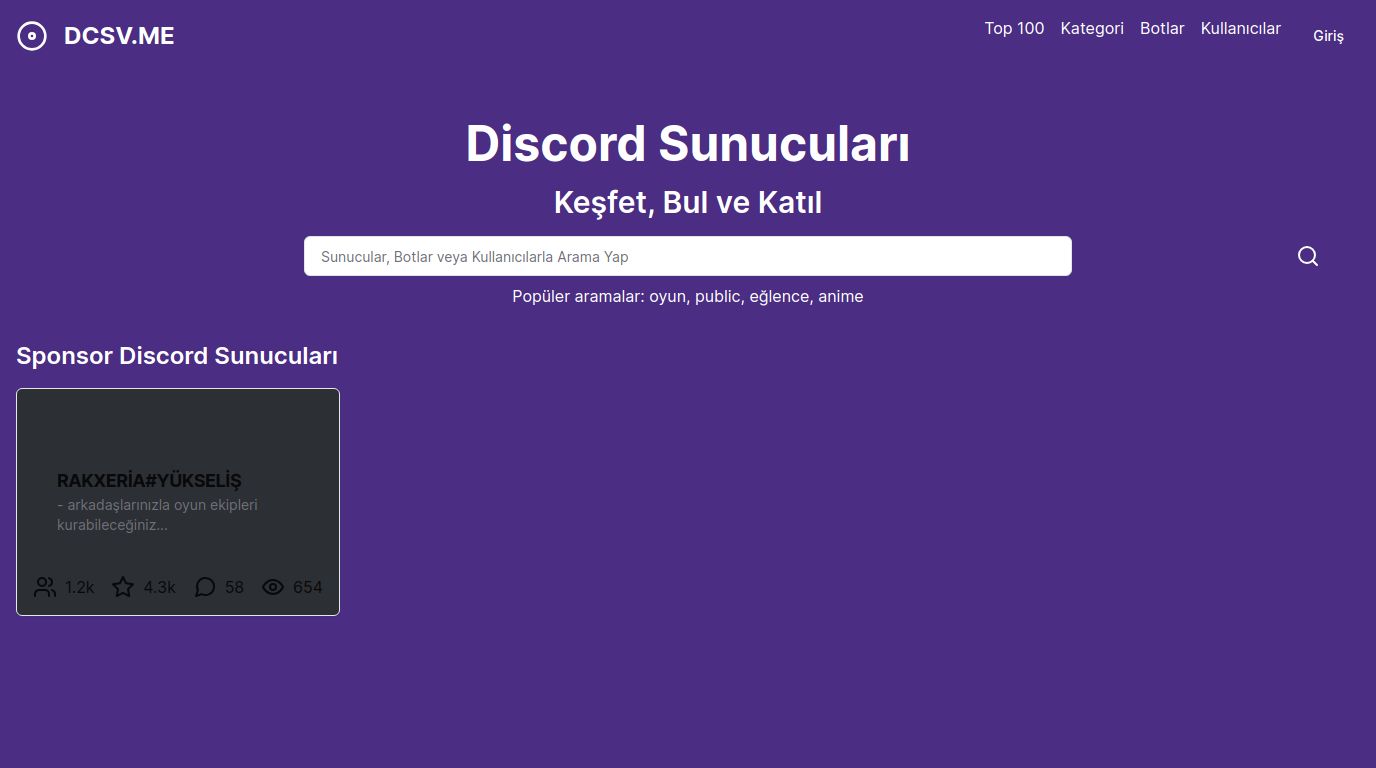 DCSV.ME
Top 100 Kategori Botlar Kullanıcılar Giriş
Discord Sunucuları
Keşfet, Bul ve Katıl
Sunucular, Botlar veya Kullanıcılarla Arama Yap
Popüler aramalar: oyun, public, eğlence, anime
Sponsor Discord Sunucuları
RAKXERİA#YÜKSELİŞ
- arkadaşlarınızla oyun ekipleri
kurabileceğiniz...
1.2k 4.3k 58 654